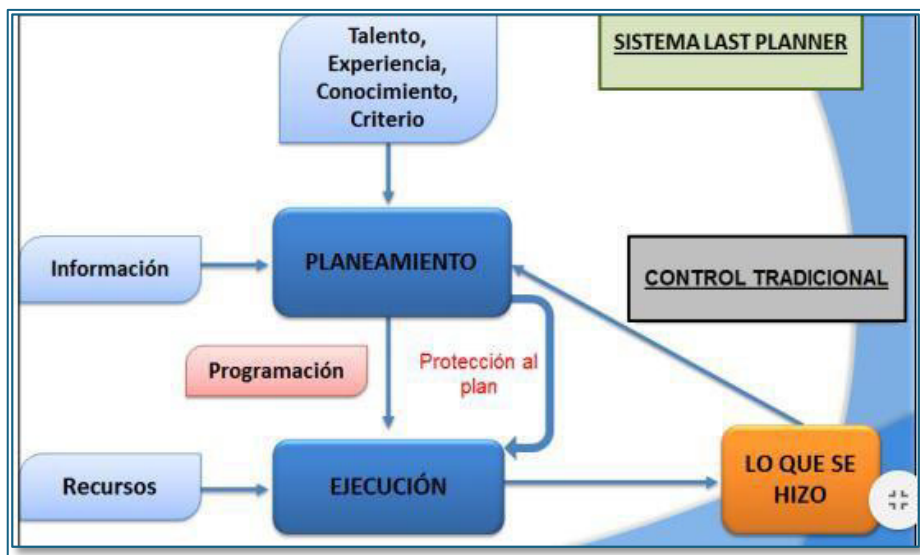 Talento,
Experiencia,
Conocimiento,
Criterio
SISTEMA LAST PLANNER
Información
PLANEAMIENTO
CONTROL TRADICIONAL
Programación
Protección al
plan
Recursos
EJECUCIÓN
LO QUE SE
HIZO